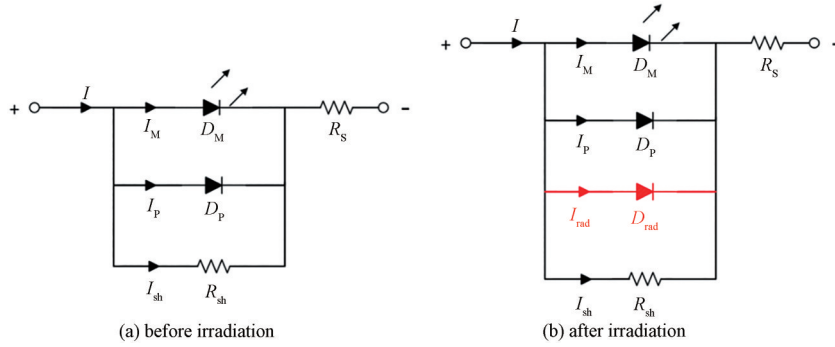 I
+
I_M
D_M
R_S
-
I_P
D_P
I_sh
R_sh
(a) before irradiation
I
+
I_M
D_M
R_S
-
I_P
D_P
I_rad
D_rad
I_sh
R_sh
(b) after irradiation